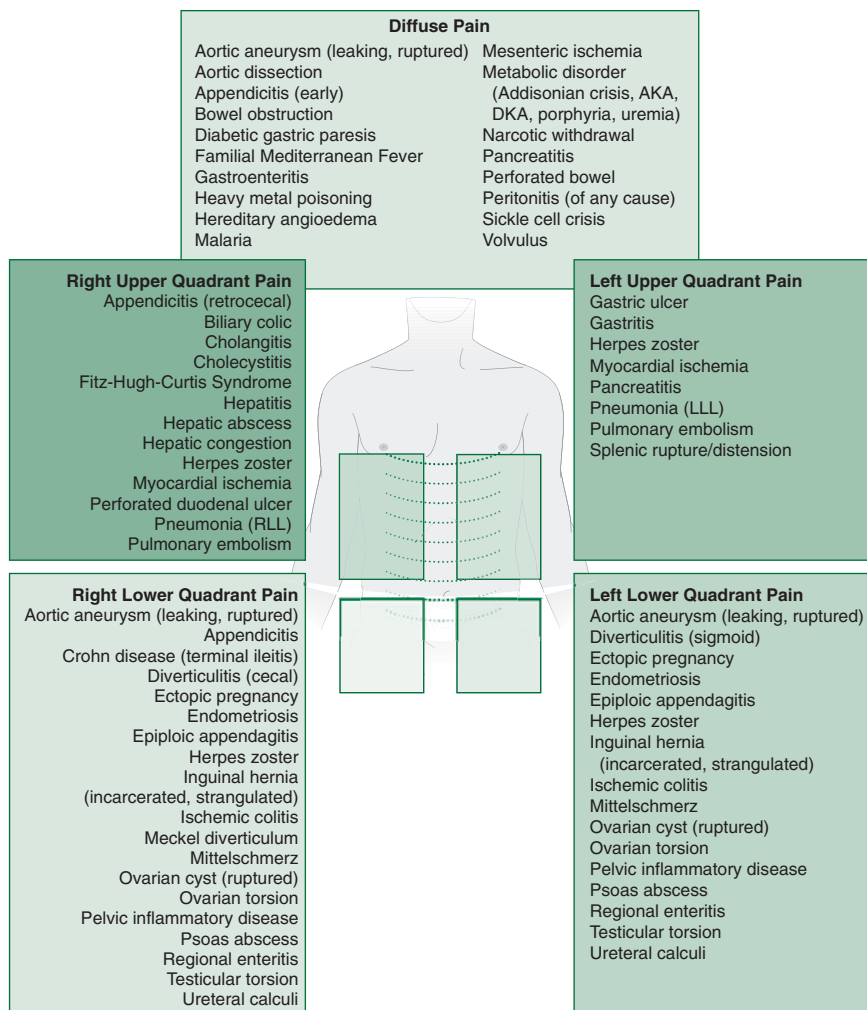 Diffuse Pain
Aortic aneurysm (leaking, ruptured)
Aortic dissection
Appendicitis (early)
Bowel obstruction
Diabetic gastric paresis
Familial Mediterranean Fever
Gastroenteritis
Heavy metal poisoning
Hereditary angioedema
Malaria
Mesenteric ischemia
Metabolic disorder
(Addisonian crisis, AKA,
DKA, porphyria, uremia)
Narcotic withdrawal
Pancreatitis
Perforated bowel
Peritonitis (of any cause)
Sickle cell crisis
Volvulus
Right Upper Quadrant Pain
Appendicitis (retrocecal)
Biliary colic
Cholangitis
Cholecystitis
Fitz-Hugh-Curtis Syndrome
Hepatitis
Hepatic abscess
Hepatic congestion
Herpes zoster
Myocardial ischemia
Perforated duodenal ulcer
Pneumonia (RLL)
Pulmonary embolism
Left Upper Quadrant Pain
Gastric ulcer
Gastritis
Herpes zoster
Myocardial ischemia
Pancreatitis
Pneumonia (LLL)
Pulmonary embolism
Splenic rupture/distension
Right Lower Quadrant Pain
Aortic aneurysm (leaking, ruptured)
Appendicitis
Crohn disease (terminal ileitis)
Diverticulitis (cecal)
Ectopic pregnancy
Endometriosis
Epiploic appendagitis
Herpes zoster
Inguinal hernia
(incarcerated, strangulated)
Ischemic colitis
Meckel diverticulum
Mittelschmerz
Ovarian cyst (ruptured)
Ovarian torsion
Pelvic inflammatory disease
Psoas abscess
Regional enteritis
Testicular torsion
Ureteral calculi
Left Lower Quadrant Pain
Aortic aneurysm (leaking, ruptured)
Diverticulitis (sigmoid)
Ectopic pregnancy
Endometriosis
Epiploic appendagitis
Herpes zoster
Inguinal hernia
(incarcerated, strangulated)
Ischemic colitis
Mittelschmerz
Ovarian cyst (ruptured)
Ovarian torsion
Pelvic inflammatory disease
Psoas abscess
Regional enteritis
Testicular torsion
Ureteral calculi